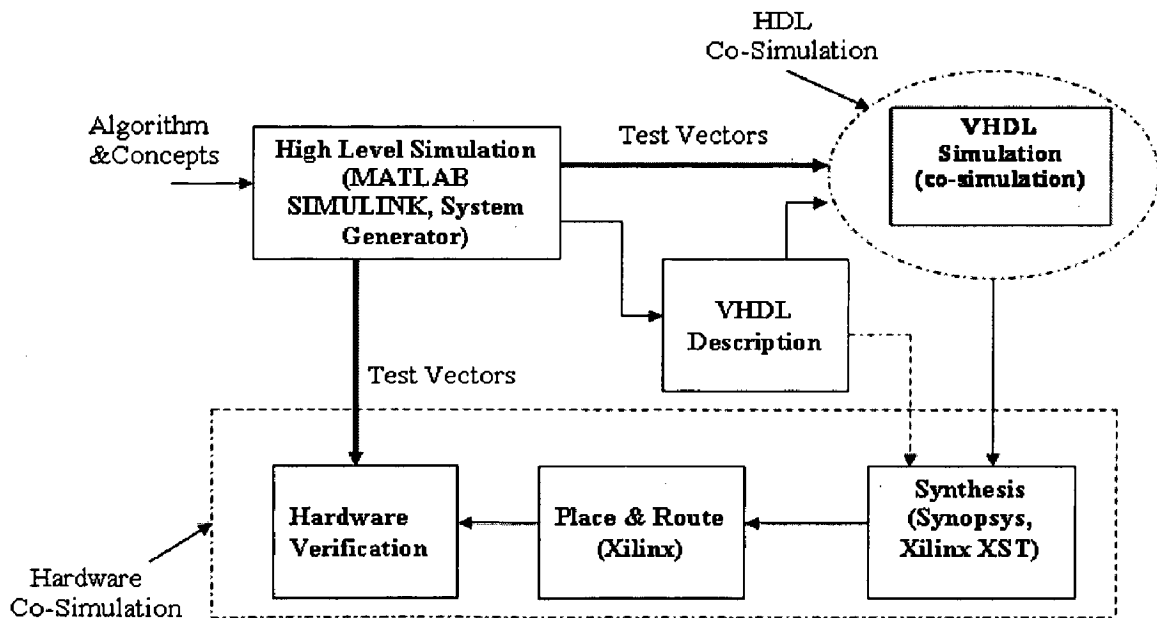 HDL
Co-Simulation
Algorithm
&Concepts
High Level Simulation
(MATLAB
SIMULINK, System
Generator)
Test Vectors
VHDL
Simulation
(co-simulation)
VHDL
Description
Test Vectors
Hardware
Verification
Place & Route
(Xilinx)
Synthesis
(Synopsys,
Xilinx XST)
Hardware
Co-Simulation